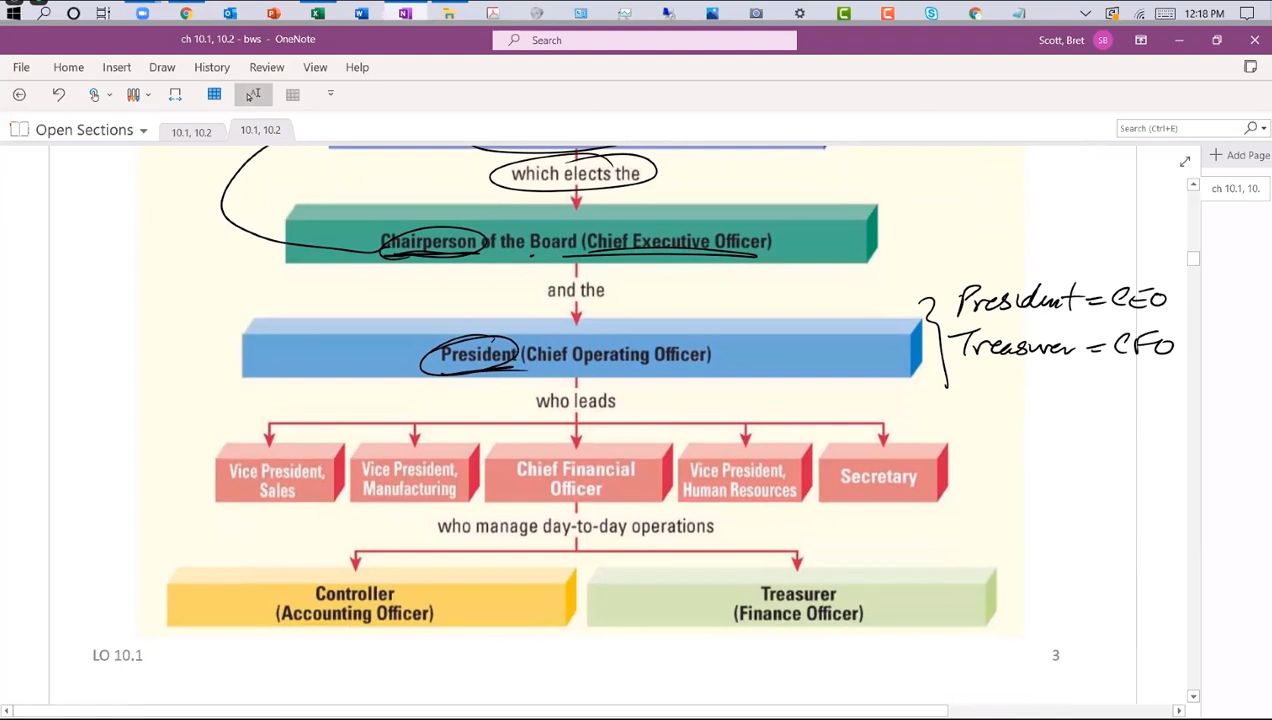 12:18 PM
ch 10.1, 10.2 - bws - OneNote
Search
Scott, Bret
SB
File Home Insert Draw History Review View Help
Open Sections
10.1, 10.2
10.1, 10.2
Search (Ctrl+E)
Add Page
ch 10.1, 10.
which elects the
Chairperson of the Board (Chief Executive Officer)
and the
President = CEO
Treasurer = CFO
President (Chief Operating Officer)
who leads
Vice President,
Sales
Vice President,
Manufacturing
Chief Financial
Officer
Vice President,
Human Resources
Secretary
who manage day-to-day operations
Controller
(Accounting Officer)
Treasurer
(Finance Officer)
LO 10.1
3